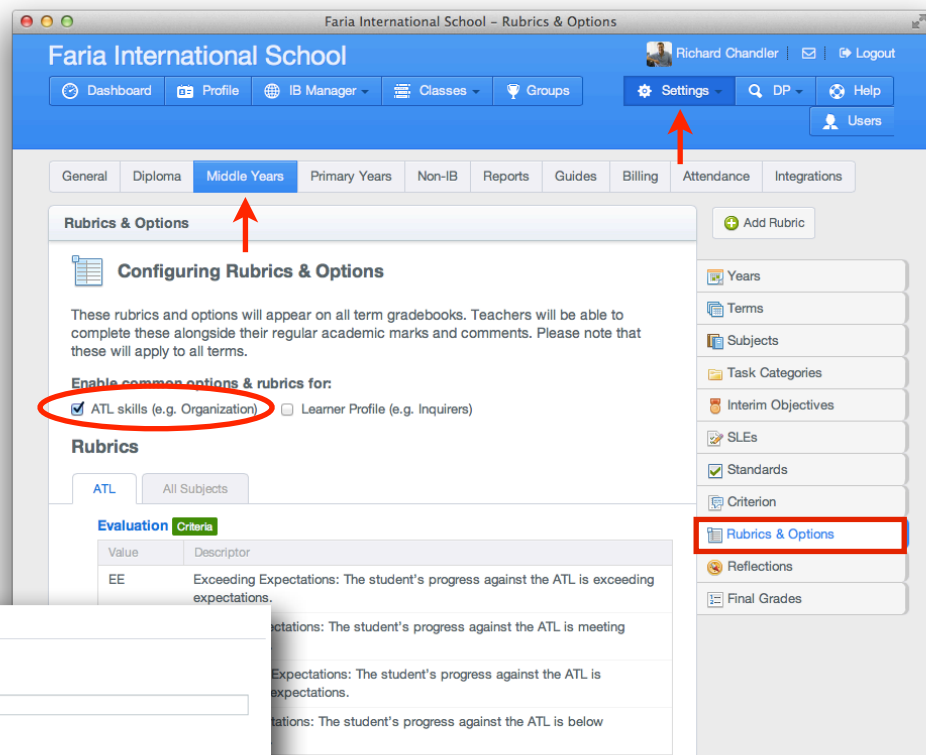 Faria International School – Rubrics & Options
Faria International School
Richard Chandler
Logout
Dashboard
Profile
IB Manager
Classes
Groups
Settings
DP
Help
Users
General
Diploma
Middle Years
Primary Years
Non-IB
Reports
Guides
Billing
Attendance
Integrations
Rubrics & Options
Add Rubric
Configuring Rubrics & Options
These rubrics and options will appear on all term gradebooks. Teachers will be able to
complete these alongside their regular academic marks and comments. Please note that
these will apply to all terms.
Enable common options & rubrics for:
ATL skills (e.g. Organization)
Learner Profile (e.g. Inquirers)
Rubrics
ATL
All Subjects
Evaluation Criteria
Value
Descriptor
EE
Exceeding Expectations: The student's progress against the ATL is exceeding
expectations.
ectations: The student's progress against the ATL is meeting
Expectations: The student's progress against the ATL is
expectations.
tations: The student's progress against the ATL is below
Years
Terms
Subjects
Task Categories
Interim Objectives
SLEs
Standards
Criterion
Rubrics & Options
Reflections
Final Grades